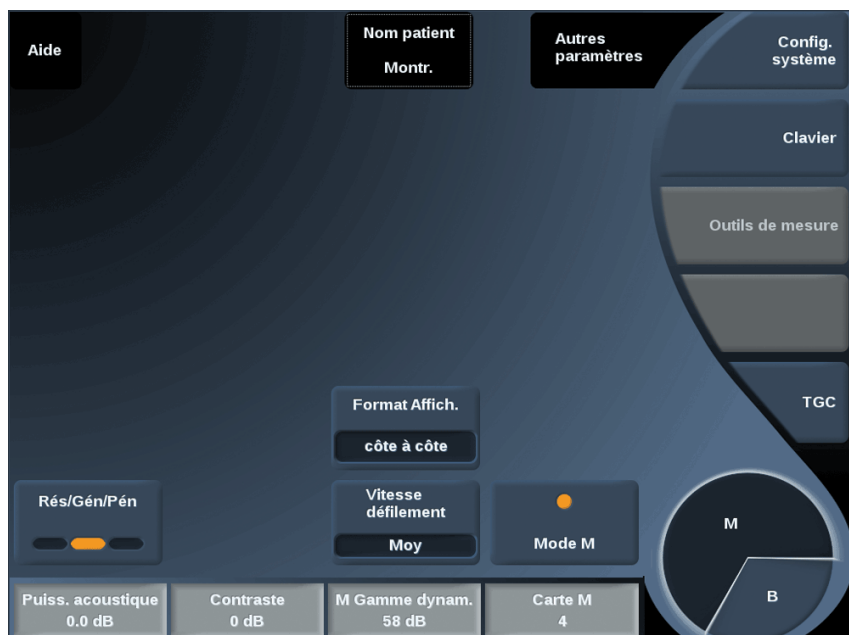 Aide
Nom patient
Montr.
Autres
paramètres
Config.
système
Clavier
Outils de mesure
TGC
Format Affich.
côte à côte
Rés/Gén/Pén
Vitesse
défilement
Moy
Mode M
M
B
Puiss. acoustique
0.0 dB
Contraste
0 dB
M Gamme dynam.
58 dB
Carte M
4